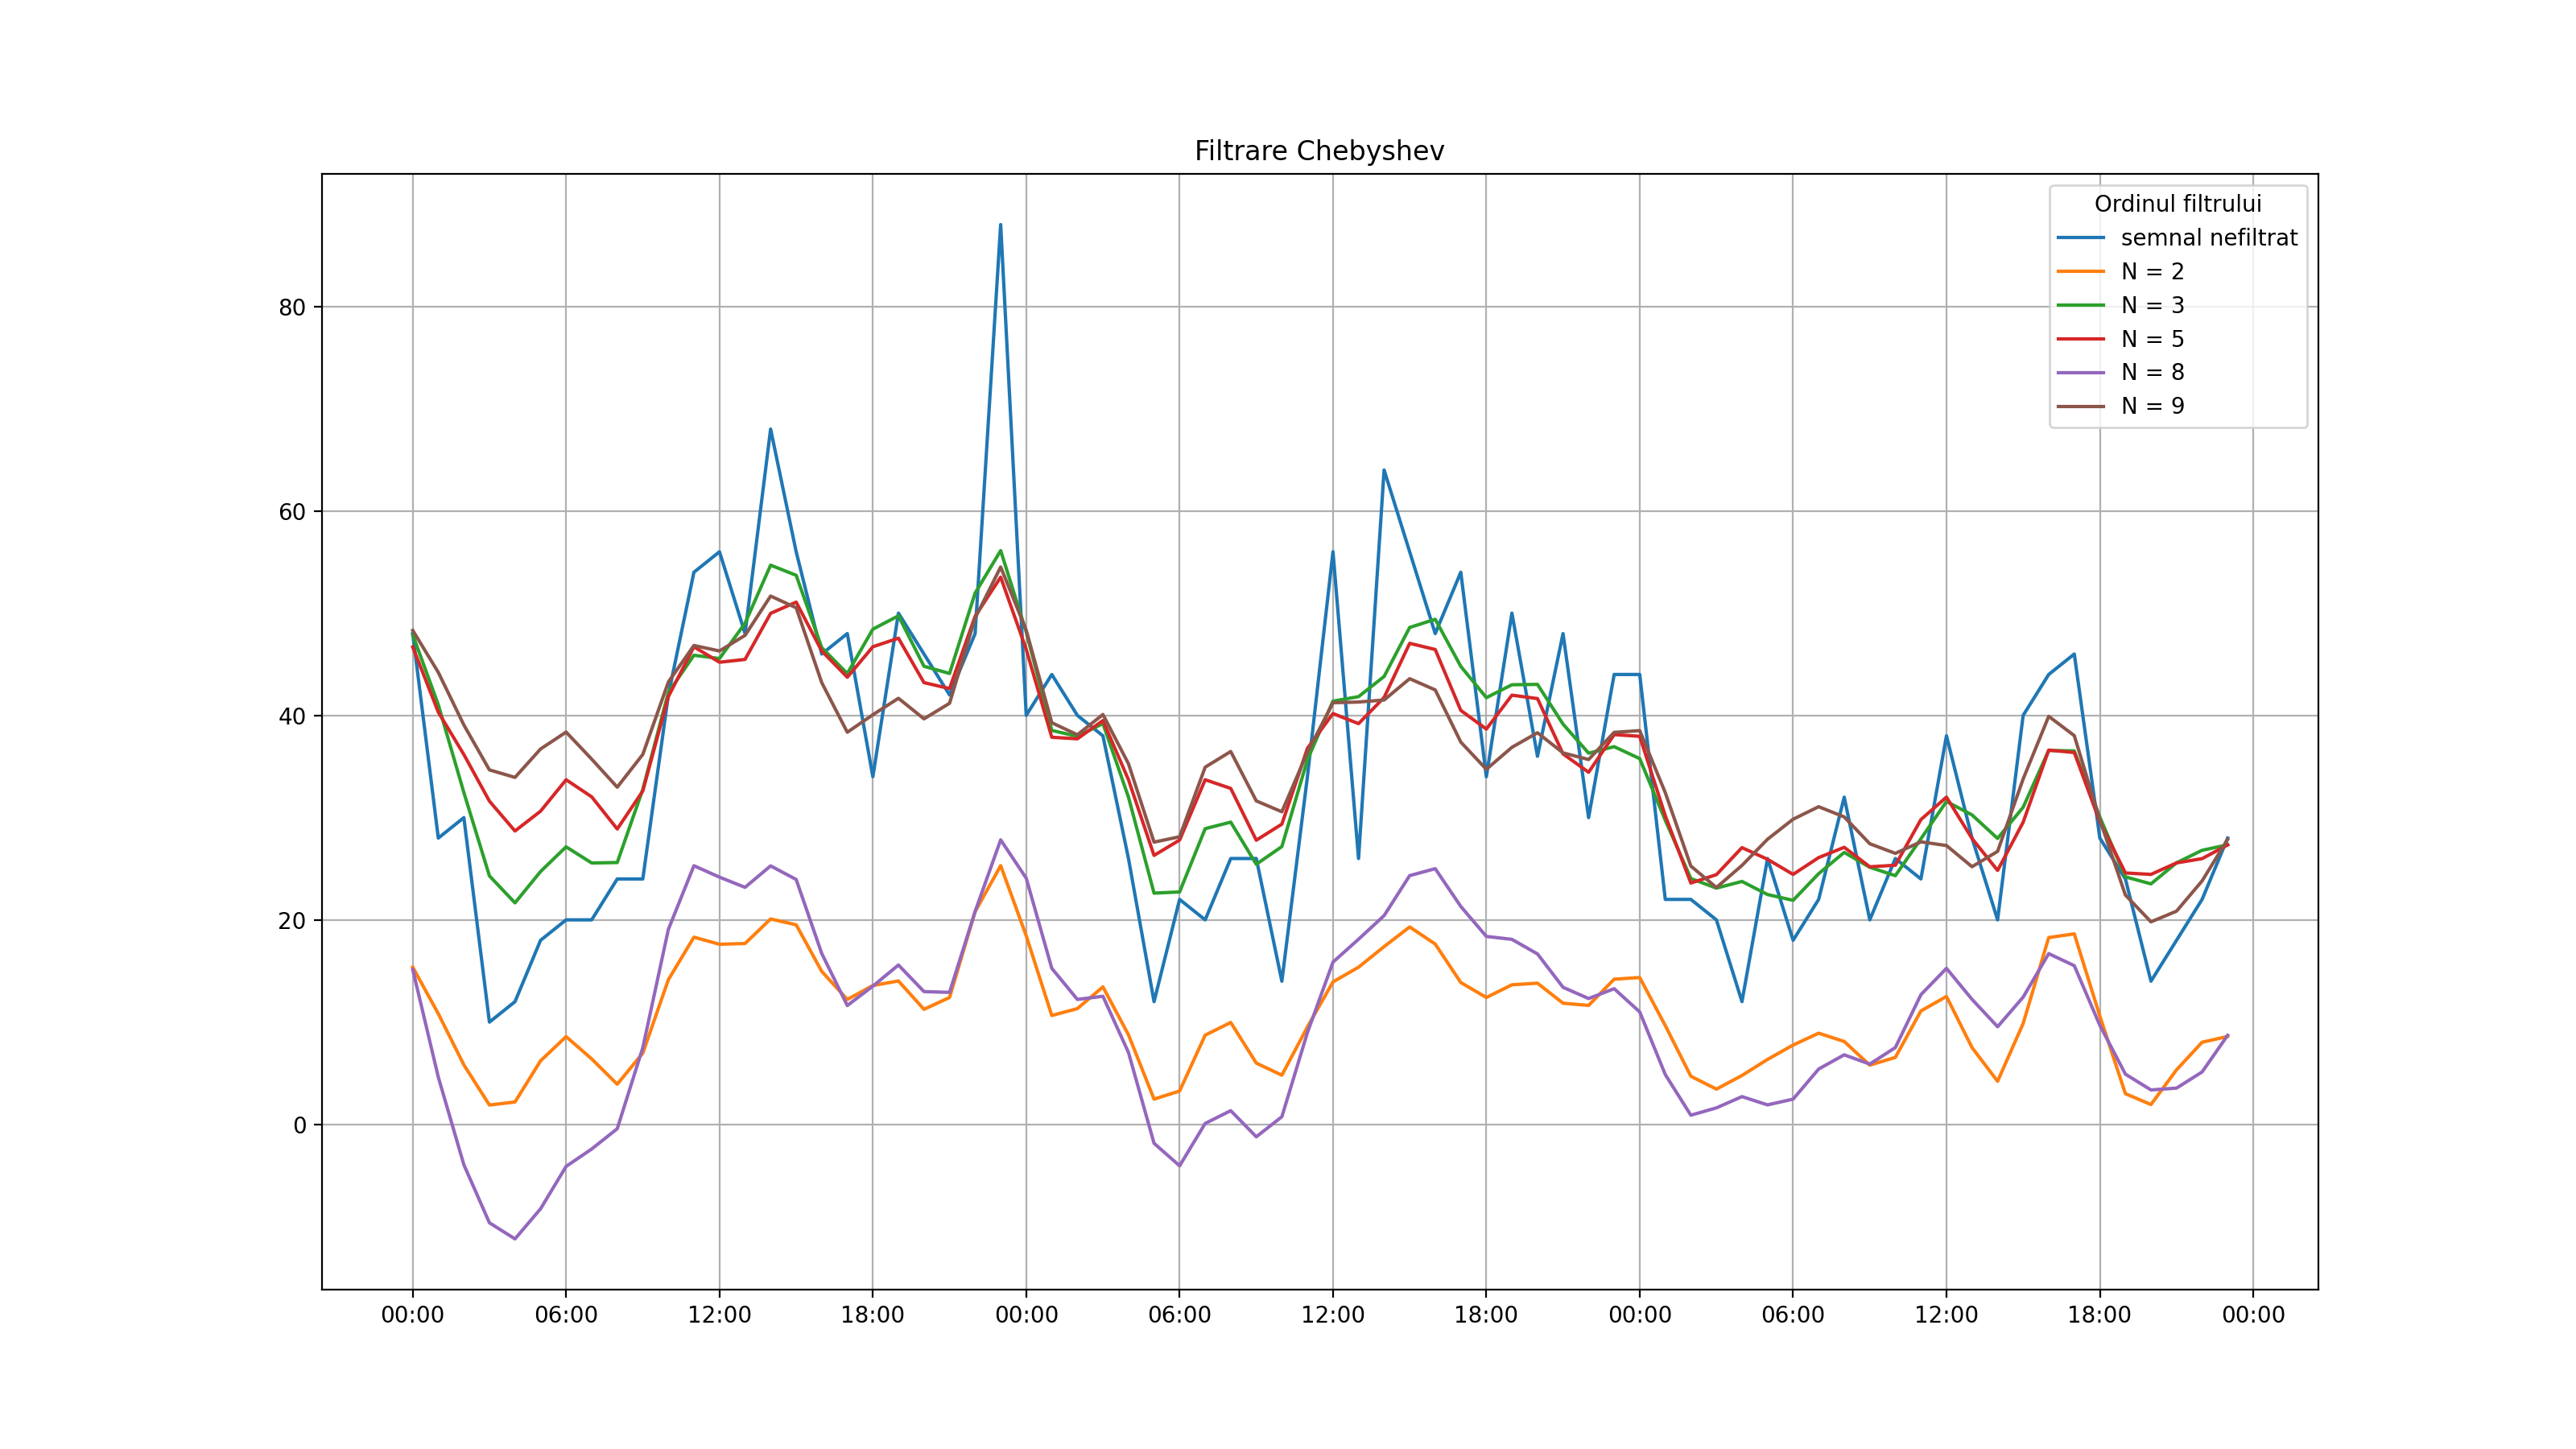 Filtrare Chebyshev
Ordinul filtrului
semnal nefiltrat
N = 2
N = 3
N = 5
N = 8
N = 9
80
60
40
20
0
00:00 06:00 12:00 18:00 00:00 06:00 12:00 18:00 00:00 06:00 12:00 18:00 00:00